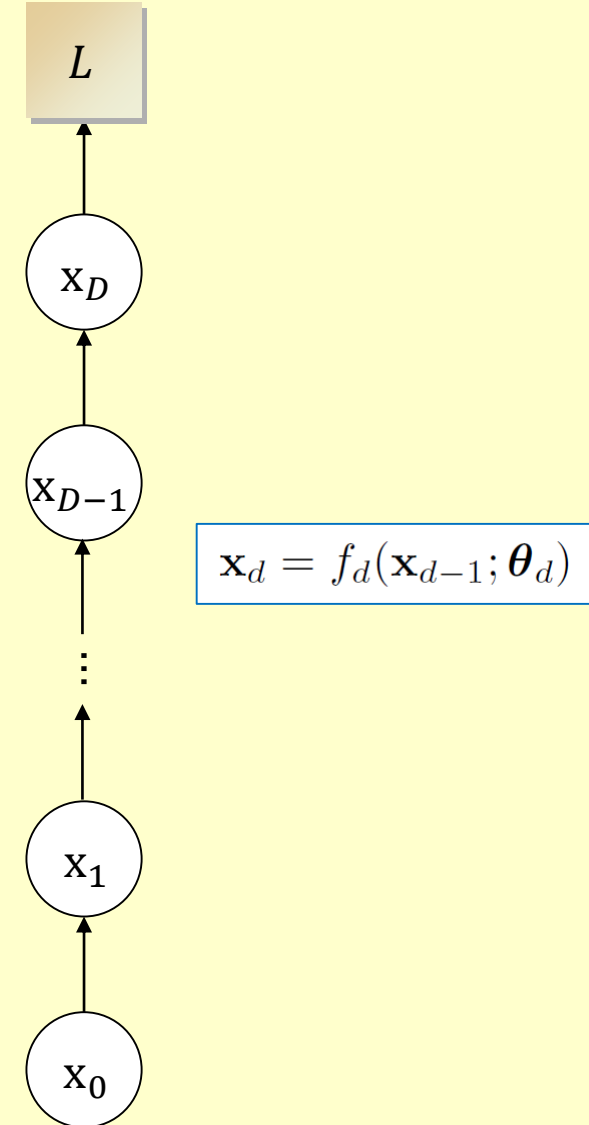 L
x_D
x_{D−1}
x_d = f_d(x_{d−1}; θ_d)
⋮
x_1
x_0